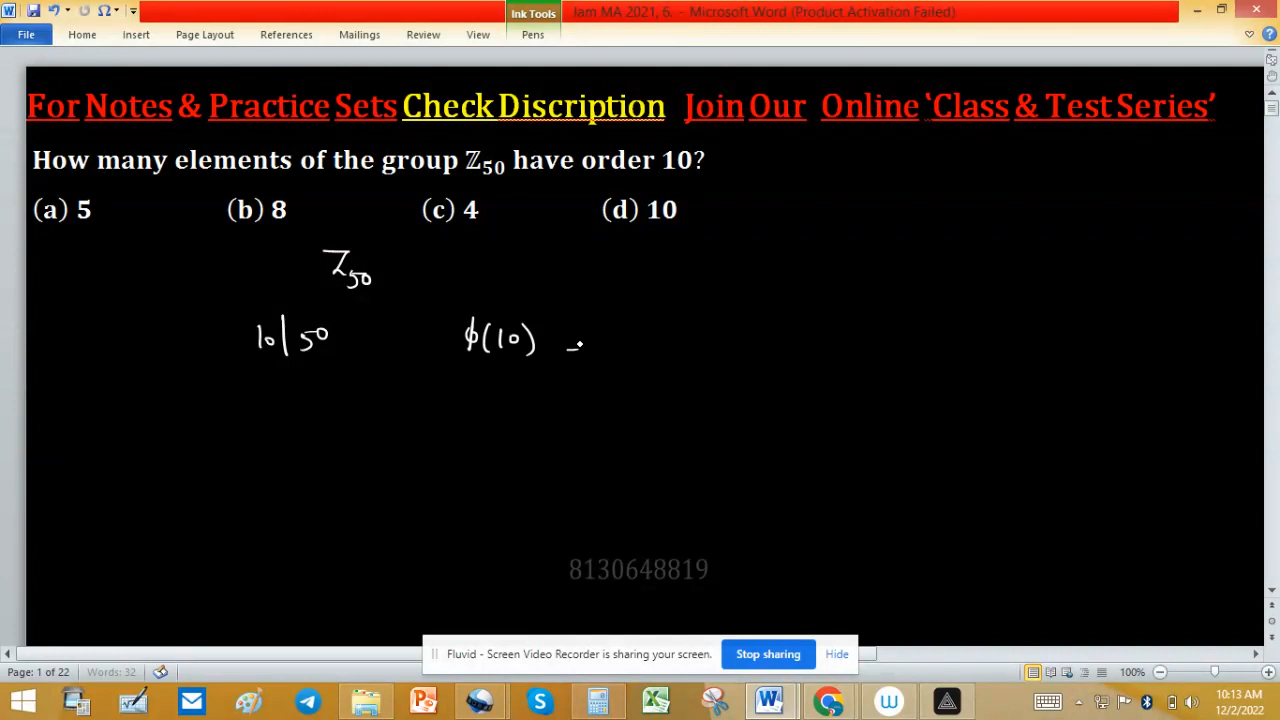 Ink Tools
Jam MA 2021, 6. - Microsoft Word (Product Activation Failed)
File Home Insert Page Layout References Mailings Review View Pens
For Notes & Practice Sets Check Discription Join Our Online ‘Class & Test Series’
How many elements of the group ℤ₅₀ have order 10?
(a) 5 (b) 8 (c) 4 (d) 10
Z₅₀
10|50 ϕ(10) =
8130648819
Fluvid - Screen Video Recorder is sharing your screen. Stop sharing Hide
Page: 1 of 22 Words: 32 100%
10:13 AM
12/2/2022